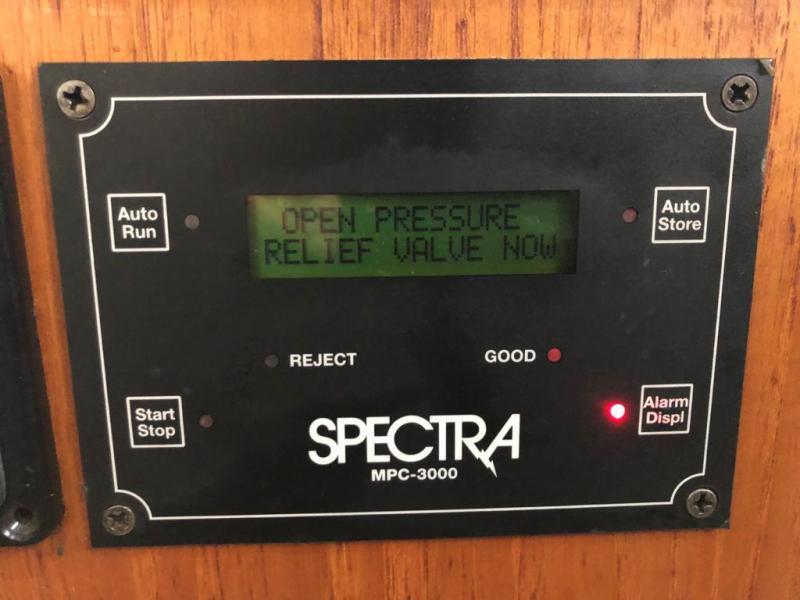 OPEN PRESSURE
RELIEF VALVE NOW
Auto
Run
Auto
Store
REJECT
GOOD
Start
Stop
Alarm
Displ
SPECTRA
MPC-3000